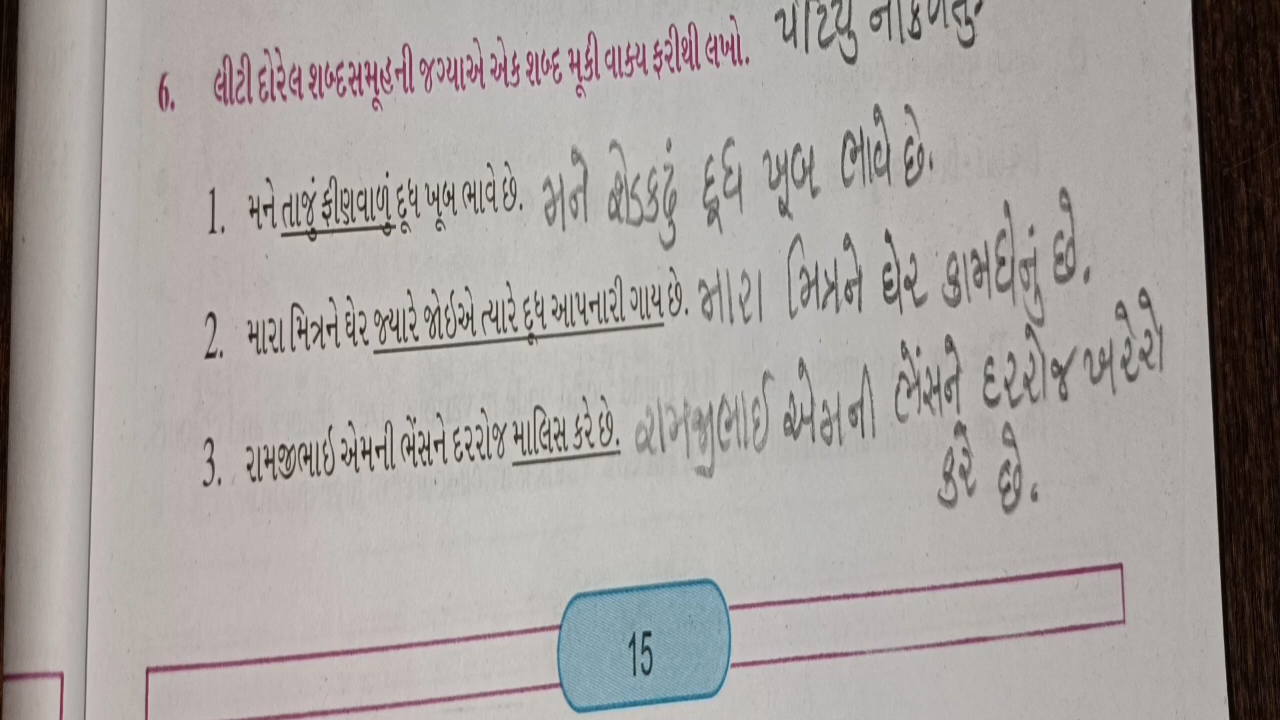 પાટિયું નીકળતું
6. લીટી દોરેલ શબ્દસમૂહની જગ્યાએ એક શબ્દ મૂકી વાક્ય ફરીથી લખો.
1. મને તાજું ફીણવાળું દૂધ ખૂબ ભાવે છે. મને શેડકઢું દૂધ ખૂબ ભાવે છે.
2. મારા મિત્રને ઘેર જ્યારે જોઇએ ત્યારે દૂધ આપનારી ગાય છે. મારા મિત્રને ઘેર કામધેનું છે.
3. રામજીભાઇ એમની ભેંસને દરરોજ માલિસ કરે છે. રામજીભાઈ એમની ભેંસને દરરોજ ખરેરો
કરે છે.
15